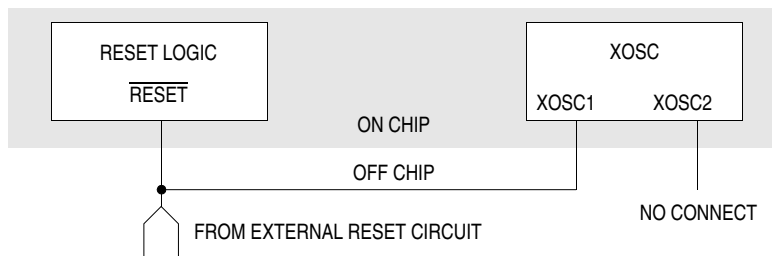 RESET LOGIC
RESET
XOSC
XOSC1
XOSC2
ON CHIP
OFF CHIP
NO CONNECT
FROM EXTERNAL RESET CIRCUIT